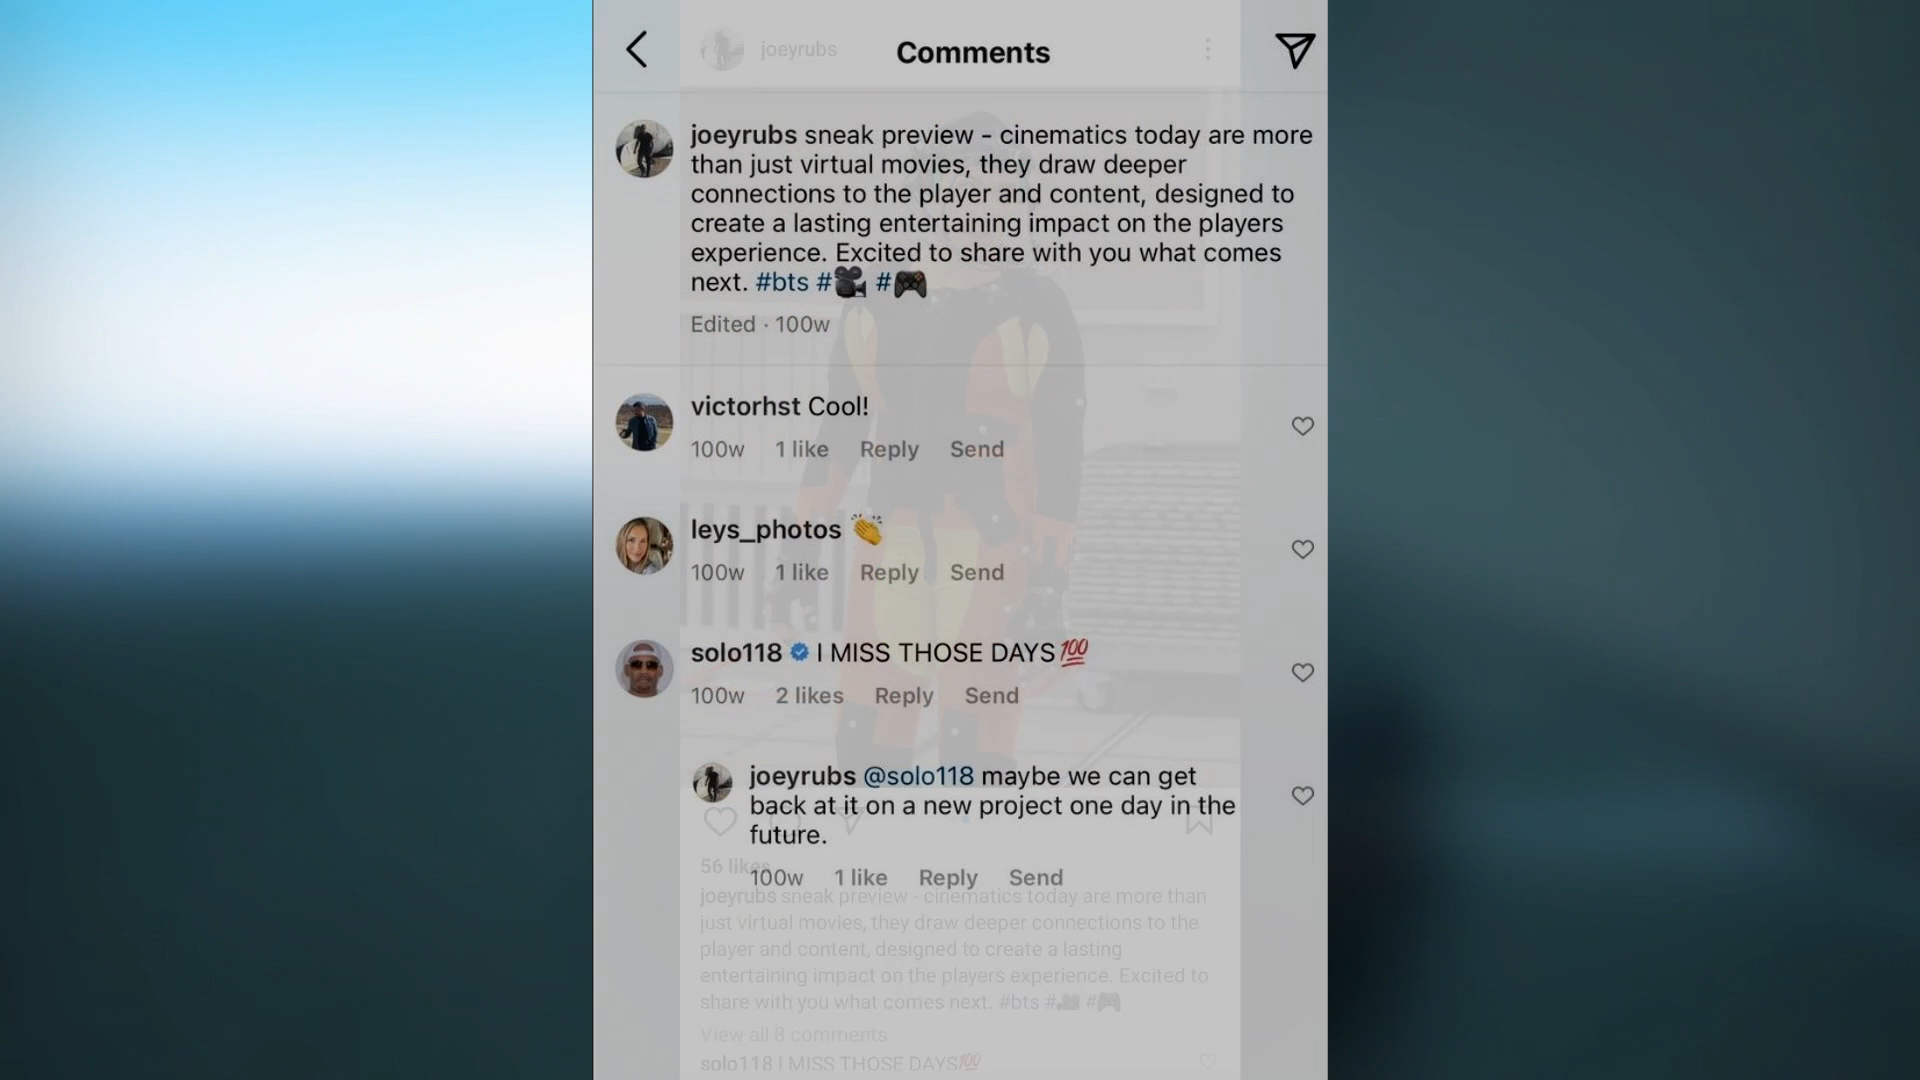 joeyrubs
Comments
joeyrubs sneak preview - cinematics today are more
than just virtual movies, they draw deeper
connections to the player and content, designed to
create a lasting entertaining impact on the players
experience. Excited to share with you what comes
next. #bts #🎥 #🎮
Edited · 100w
victorhst Cool!
100w 1 like Reply Send
leys_photos 👏
100w 1 like Reply Send
solo118 I MISS THOSE DAYS💯
100w 2 likes Reply Send
joeyrubs @solo118 maybe we can get
back at it on a new project one day in the
future.
100w 1 like Reply Send
56 likes
joeyrubs sneak preview - cinematics today are more than
just virtual movies, they draw deeper connections to the
player and content, designed to create a lasting
entertaining impact on the players experience. Excited to
share with you what comes next. #bts #🎥 #🎮
View all 8 comments
solo118 I MISS THOSE DAYS💯